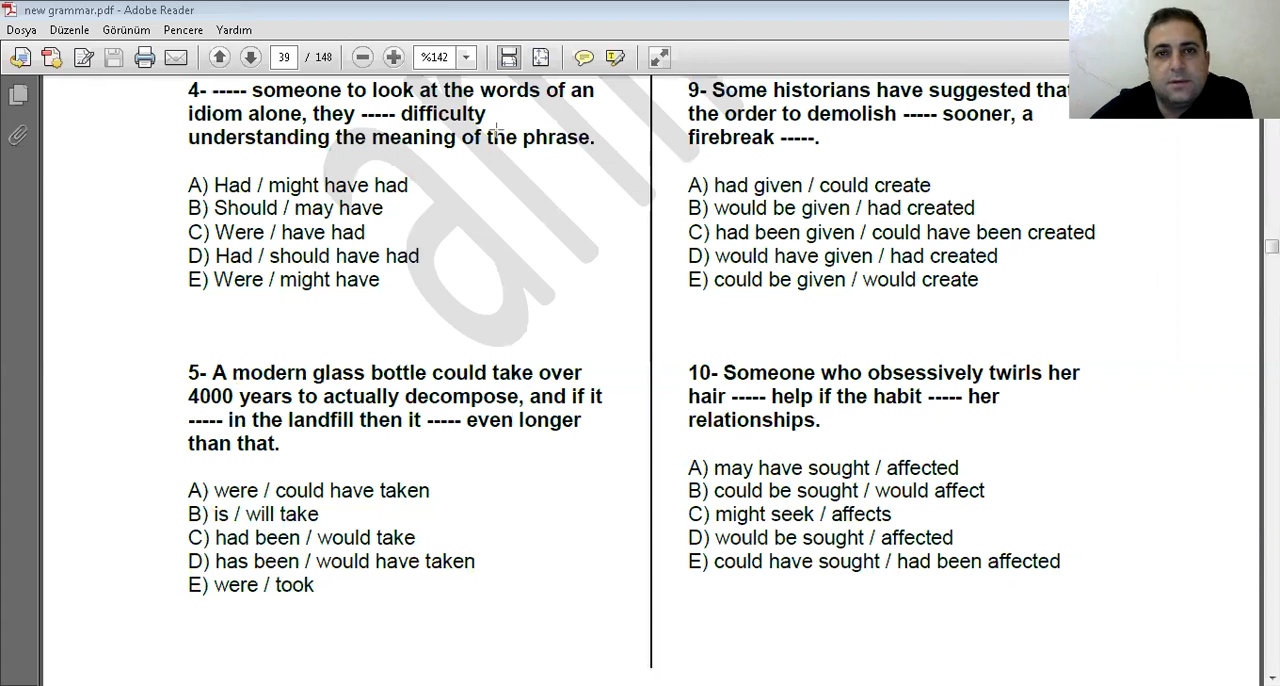 new grammar.pdf - Adobe Reader
Dosya Düzenle Görünüm Pencere Yardım
39 / 148 %142
4- ----- someone to look at the words of an
idiom alone, they ----- difficulty
understanding the meaning of the phrase.
A) Had / might have had
B) Should / may have
C) Were / have had
D) Had / should have had
E) Were / might have
5- A modern glass bottle could take over
4000 years to actually decompose, and if it
----- in the landfill then it ----- even longer
than that.
A) were / could have taken
B) is / will take
C) had been / would take
D) has been / would have taken
E) were / took
9- Some historians have suggested that
the order to demolish ----- sooner, a
firebreak -----.
A) had given / could create
B) would be given / had created
C) had been given / could have been created
D) would have given / had created
E) could be given / would create
10- Someone who obsessively twirls her
hair ----- help if the habit ----- her
relationships.
A) may have sought / affected
B) could be sought / would affect
C) might seek / affects
D) would be sought / affected
E) could have sought / had been affected